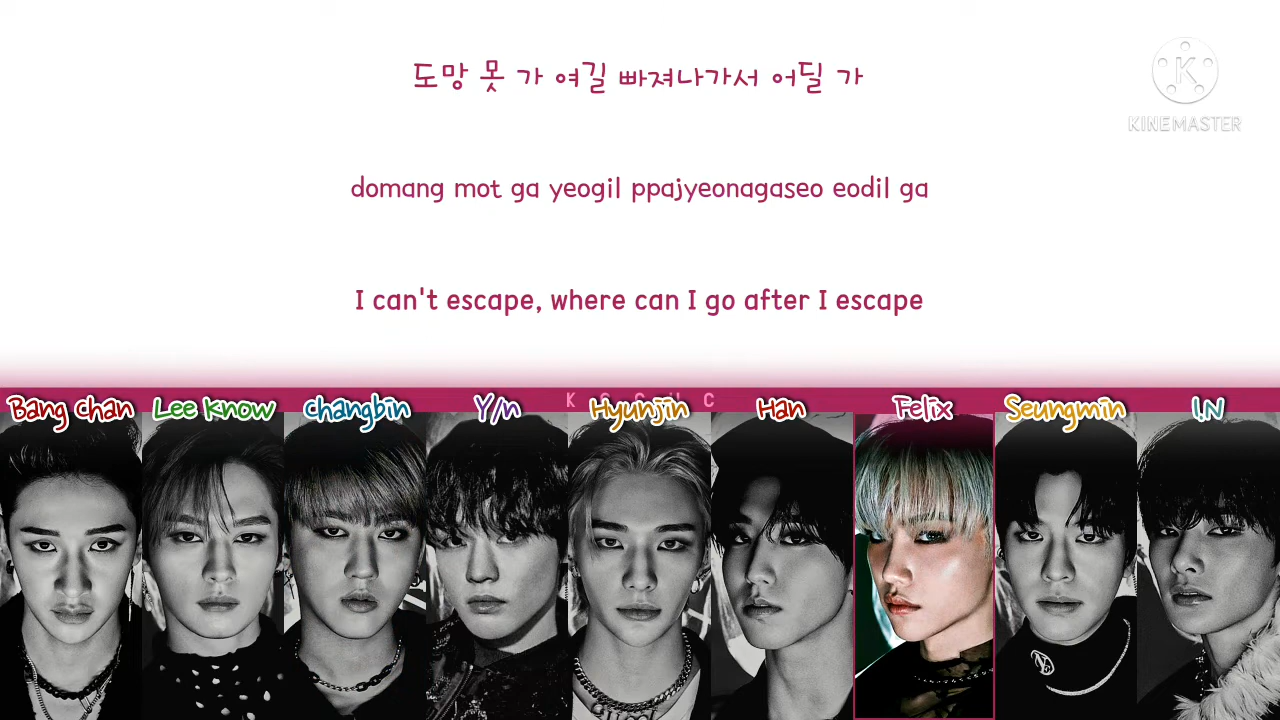 도망 못 가 여길 빠져나가서 어딜 가
K
KINEMASTER
domang mot ga yeogil ppajyeonagaseo eodil ga
I can't escape, where can I go after I escape
Bang chan Lee Know changbin Y/n Hyunjin Han Felix Seungmin I.N